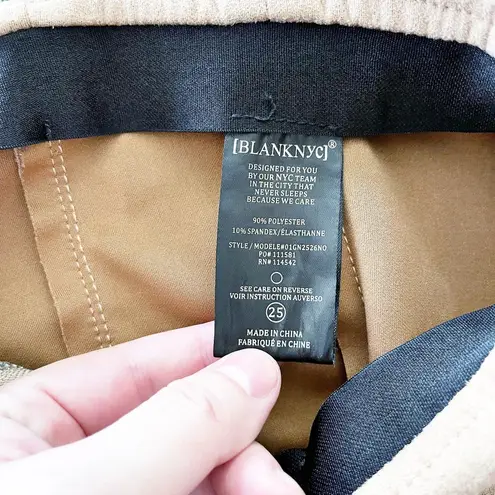 [BLANKNYC]®
DESIGNED FOR YOU
BY OUR NYC TEAM
IN THE CITY THAT
NEVER SLEEPS
BECAUSE WE CARE
90% POLYESTER
10% SPANDEX/ÉLASTHANNE
STYLE / MODELE#01GN2526NO
PO# 111581
RN# 114542
SEE CARE ON REVERSE
VOIR INSTRUCTION AUVERSO
25
MADE IN CHINA
FABRIQUÉ EN CHINE